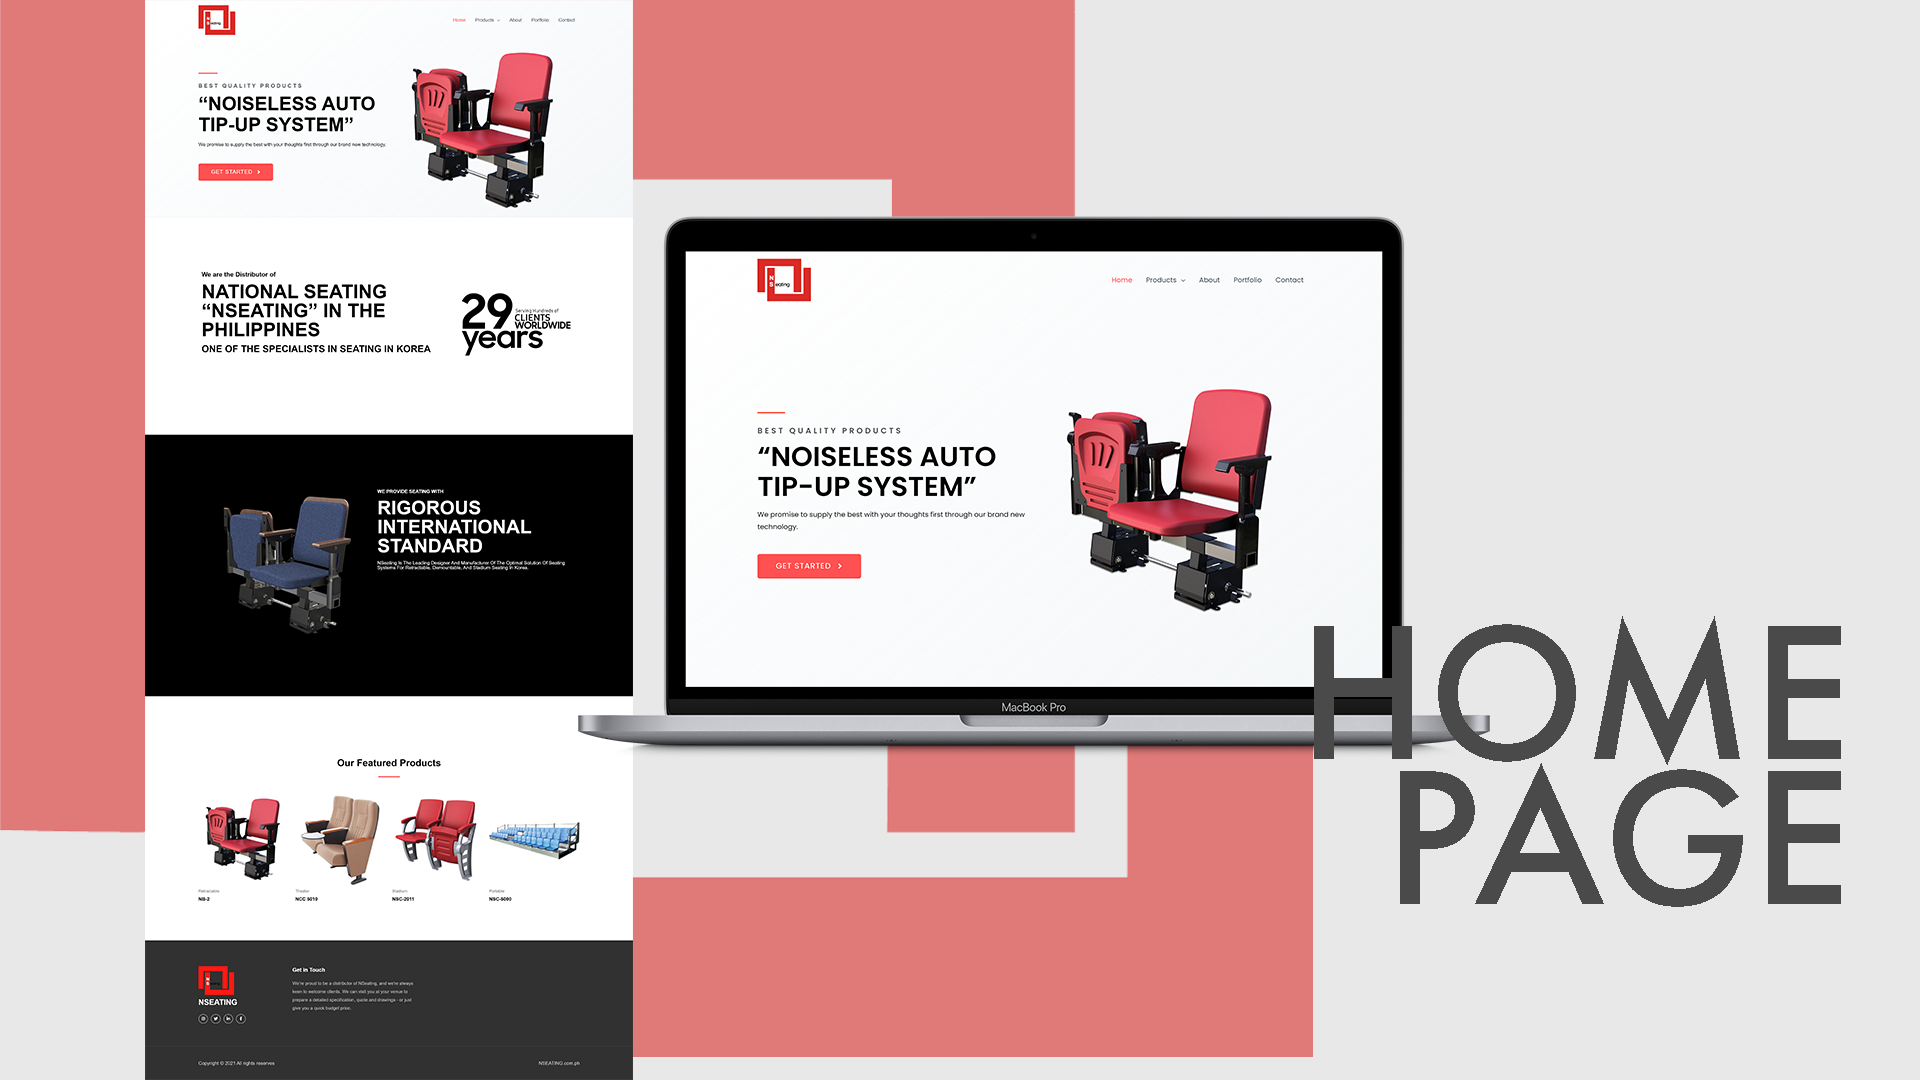 N
S eating
Home Products About Portfolio Contact
BEST QUALITY PRODUCTS
“NOISELESS AUTO
TIP-UP SYSTEM”
We promise to supply the best with your thoughts first through our brand new technology.
GET STARTED
We are the Distributor of
NATIONAL SEATING
“NSEATING” IN THE
PHILIPPINES
ONE OF THE SPECIALISTS IN SEATING IN KOREA
29
years
Serving Hundreds of
CLIENTS
WORLDWIDE
WE PROVIDE SEATING WITH
RIGOROUS
INTERNATIONAL
STANDARD
NSeating Is The Leading Designer And Manufacturer Of The Optimal Solution Of Seating
Systems For Retractable, Demountable, And Stadium Seating In Korea.
Our Featured Products
Retractable
NB-2
Theater
NCC 9019
Stadium
NSC-2011
Portable
NSC-5080
NSEATING
Get in Touch
We're proud to be a distributor of NSeating, and we're always
keen to welcome clients. We can visit you at your venue to
prepare a detailed specification, quote and drawings - or just
give you a quick budget price.
Copyright © 2021 All rights reserves
NSEATING.com.ph
N
S eating
Home Products About Portfolio Contact
BEST QUALITY PRODUCTS
“NOISELESS AUTO
TIP-UP SYSTEM”
We promise to supply the best with your thoughts first through our brand new
technology.
GET STARTED
MacBook Pro
HOME
PAGE